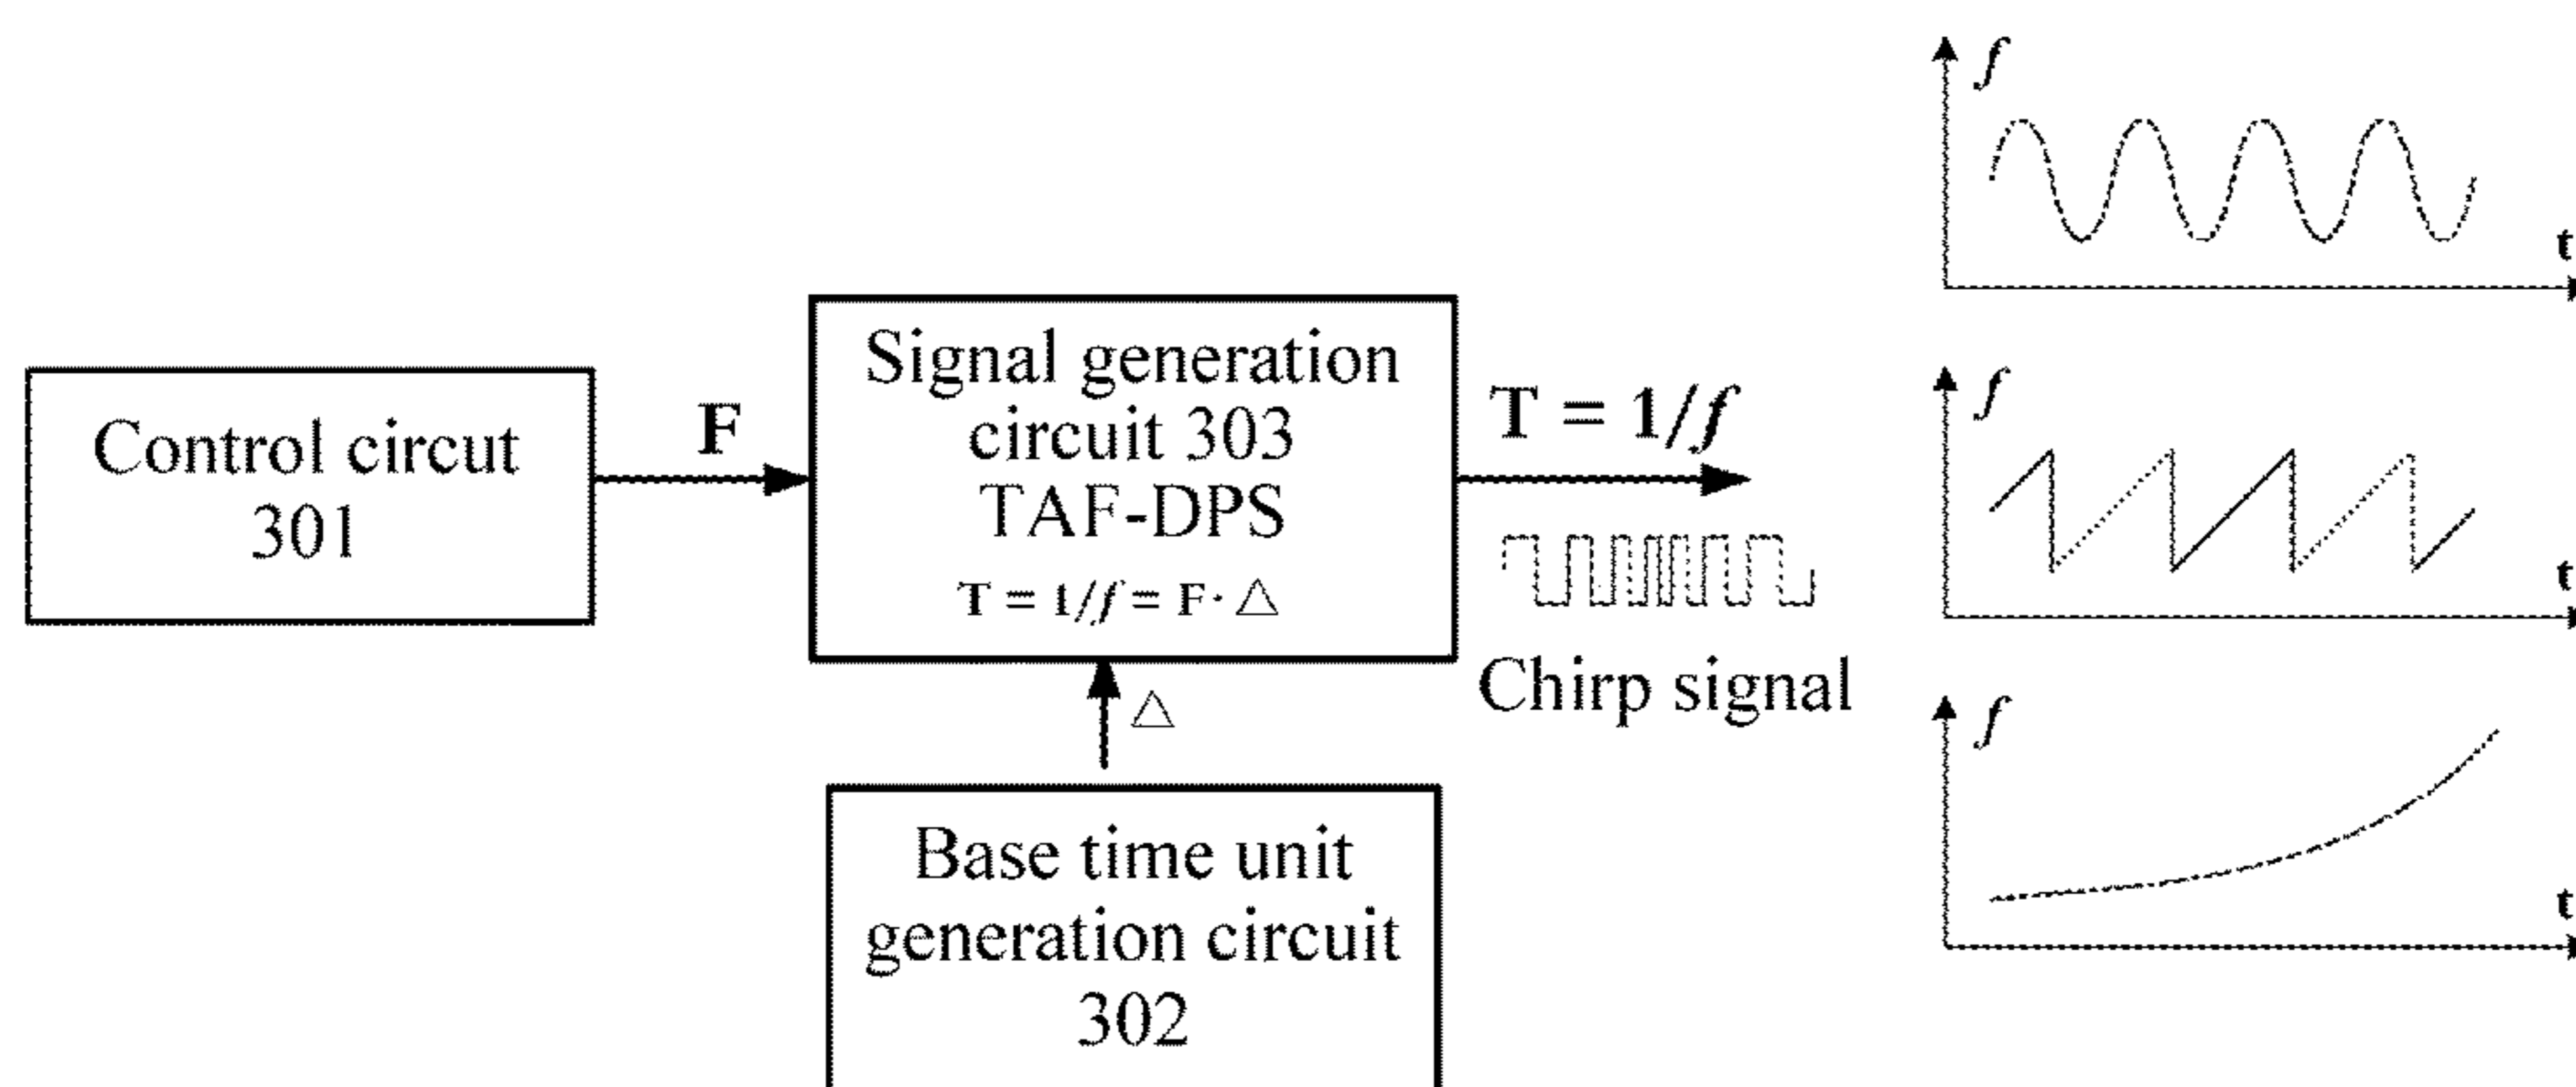 Control circut
301
F
Signal generation
circuit 303
TAF-DPS
T = 1/f = F· △
T = 1/f
Chirp signal
△
Base time unit
generation circuit
302
f
t
f
t
f
t